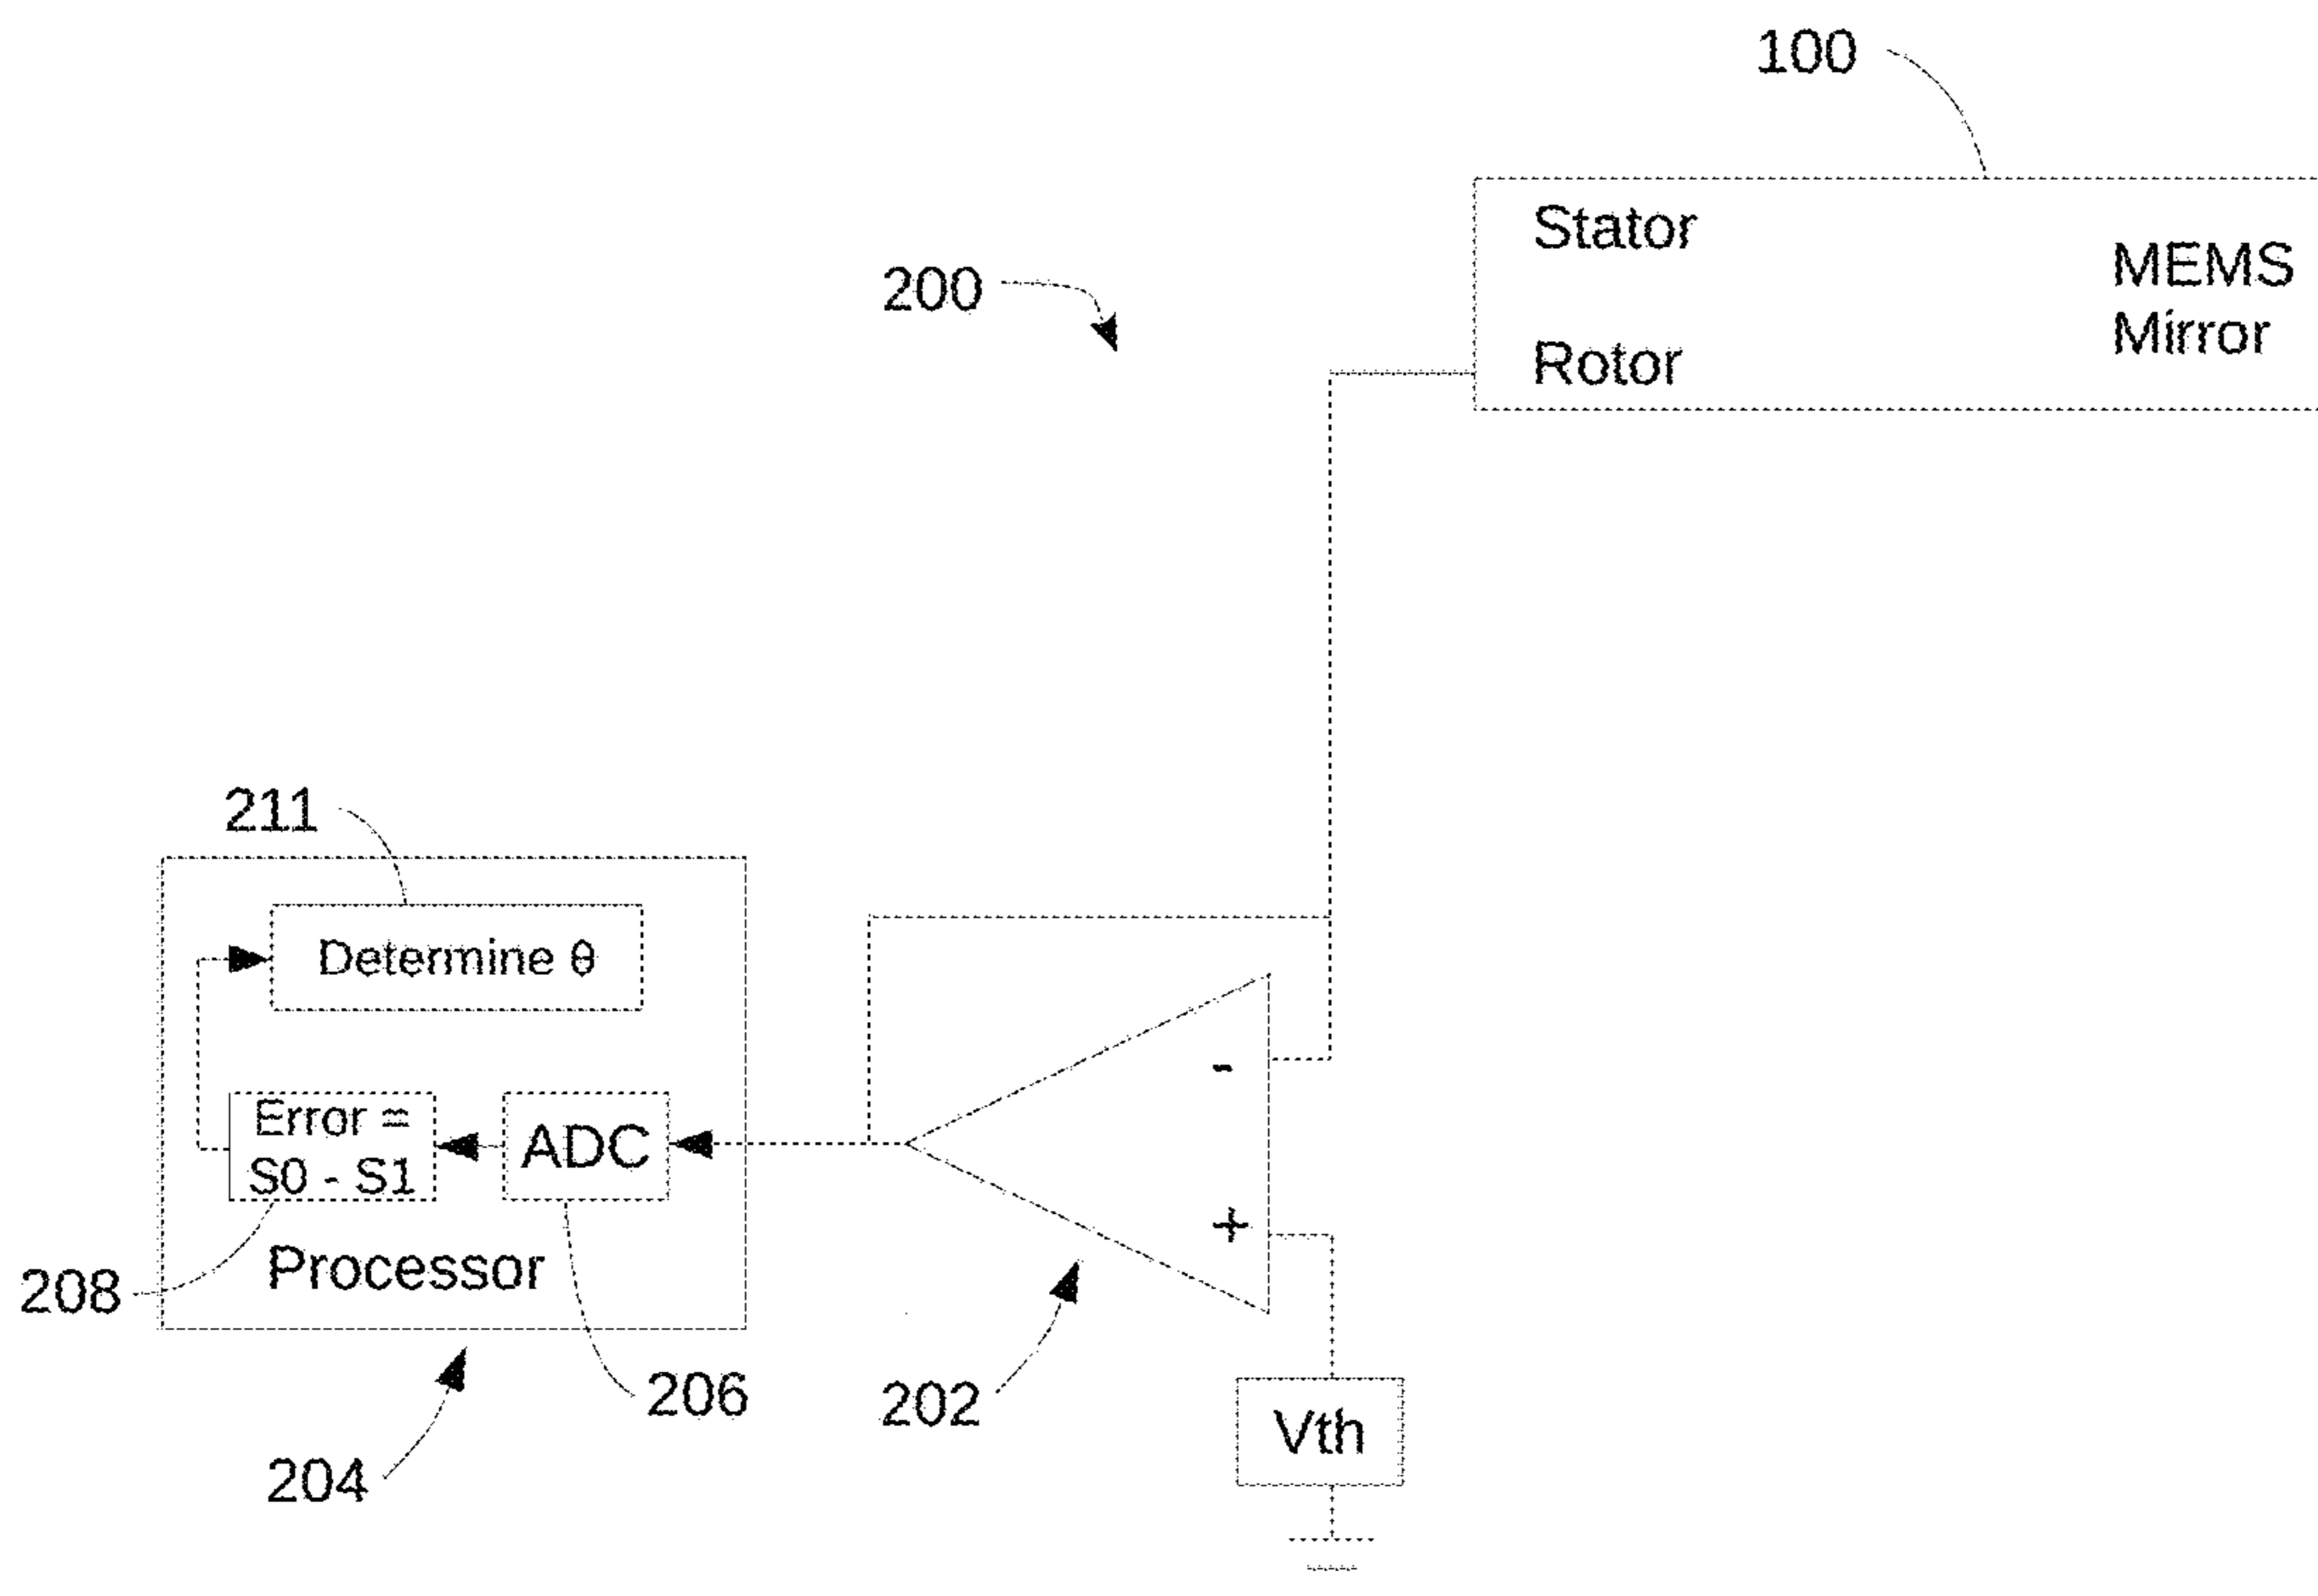 100
Stator
MEMS
Mirror
200
Rotor
211
Determine θ
-
Error =
S0 - S1
ADC
+
Processor
208
206
202
Vth
204